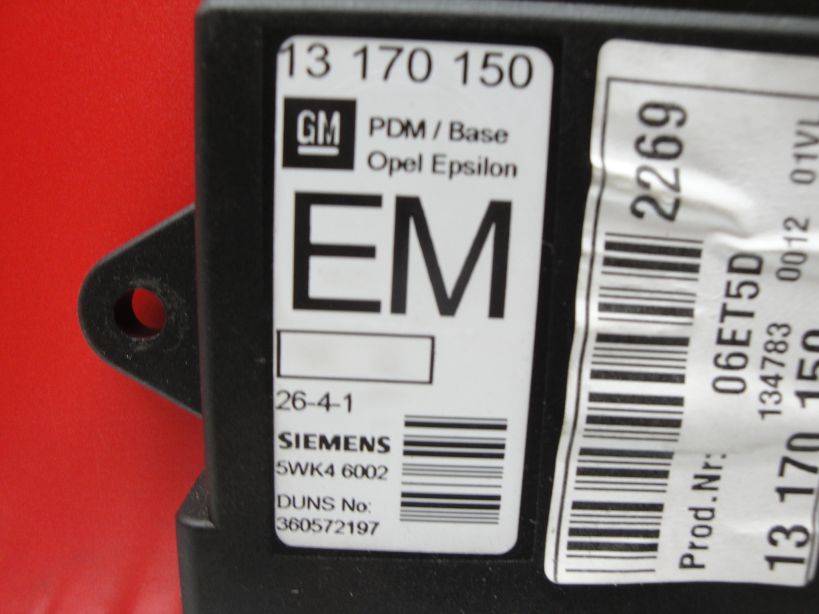 13 170 150
GM
PDM / Base
Opel Epsilon
EM
26-4-1
SIEMENS
5WK4 6002
DUNS No:
360572197
2269
06ET5D
134783 0012 01VL
Prod.Nr:
13 170 150